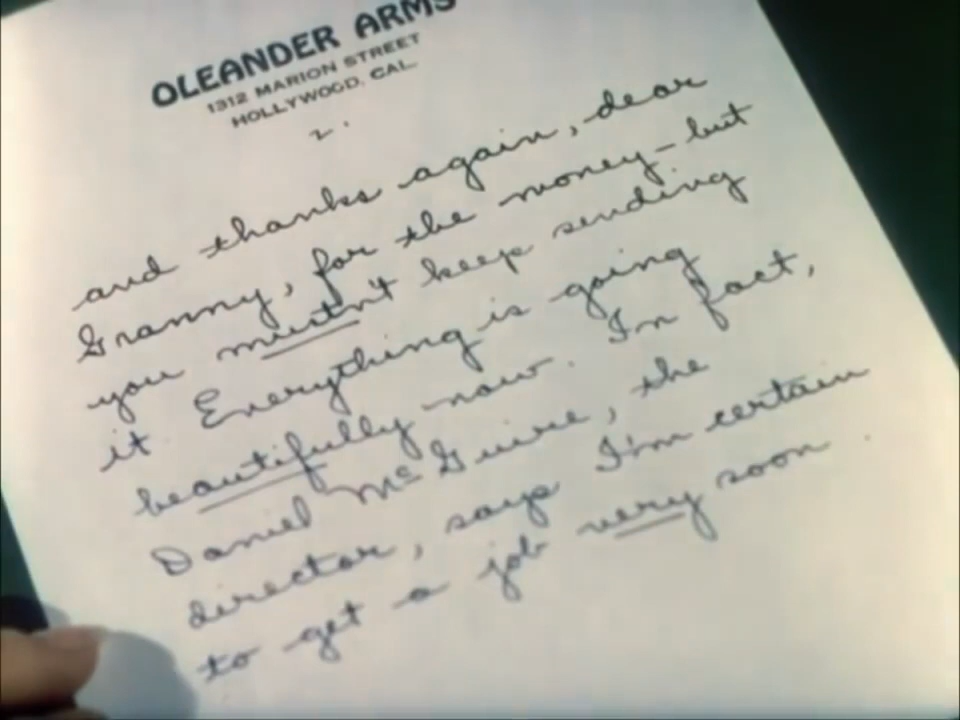 OLEANDER ARMS
1312 MARION STREET
HOLLYWOOD, CAL.
2.
and thanks again, dear
Granny, for the money - but
you mustn't keep sending
it Everything is going
beautifully now. In fact,
Daniel McGuire, the
director, says I'm certain
to get a job very soon.